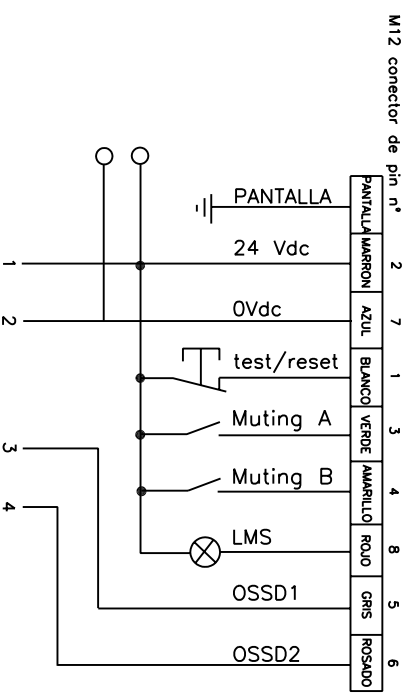 M12 conector de pin nº
PANTALLA PANTALLA
24 Vdc MARRON 2
1
0Vdc AZUL 7
2
test/reset BLANCO 1
Muting A VERDE 3
3
Muting B AMARILLO 4
4
LMS ROJO 8
OSSD1 GRIS 5
OSSD2 ROSADO 6